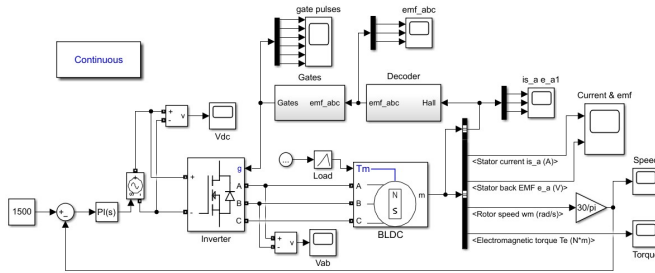 gate pulses
emf_abc
Continuous
Gates
Decoder
is_a e_a1
Gates emf_abc
emf_abc Hall
Current & emf
+
-
v
Vdc
...
Load
<Stator current is_a (A)>
g
Tm
Speed
+
A
A
m
N
S
<Stator back EMF e_a (V)>
1500
PI(s)
B
B
30/pi
<Rotor speed wm (rad/s)>
-
C
C
Inverter
BLDC
+
-
v
Vab
<Electromagnetic torque Te (N*m)>
Torque